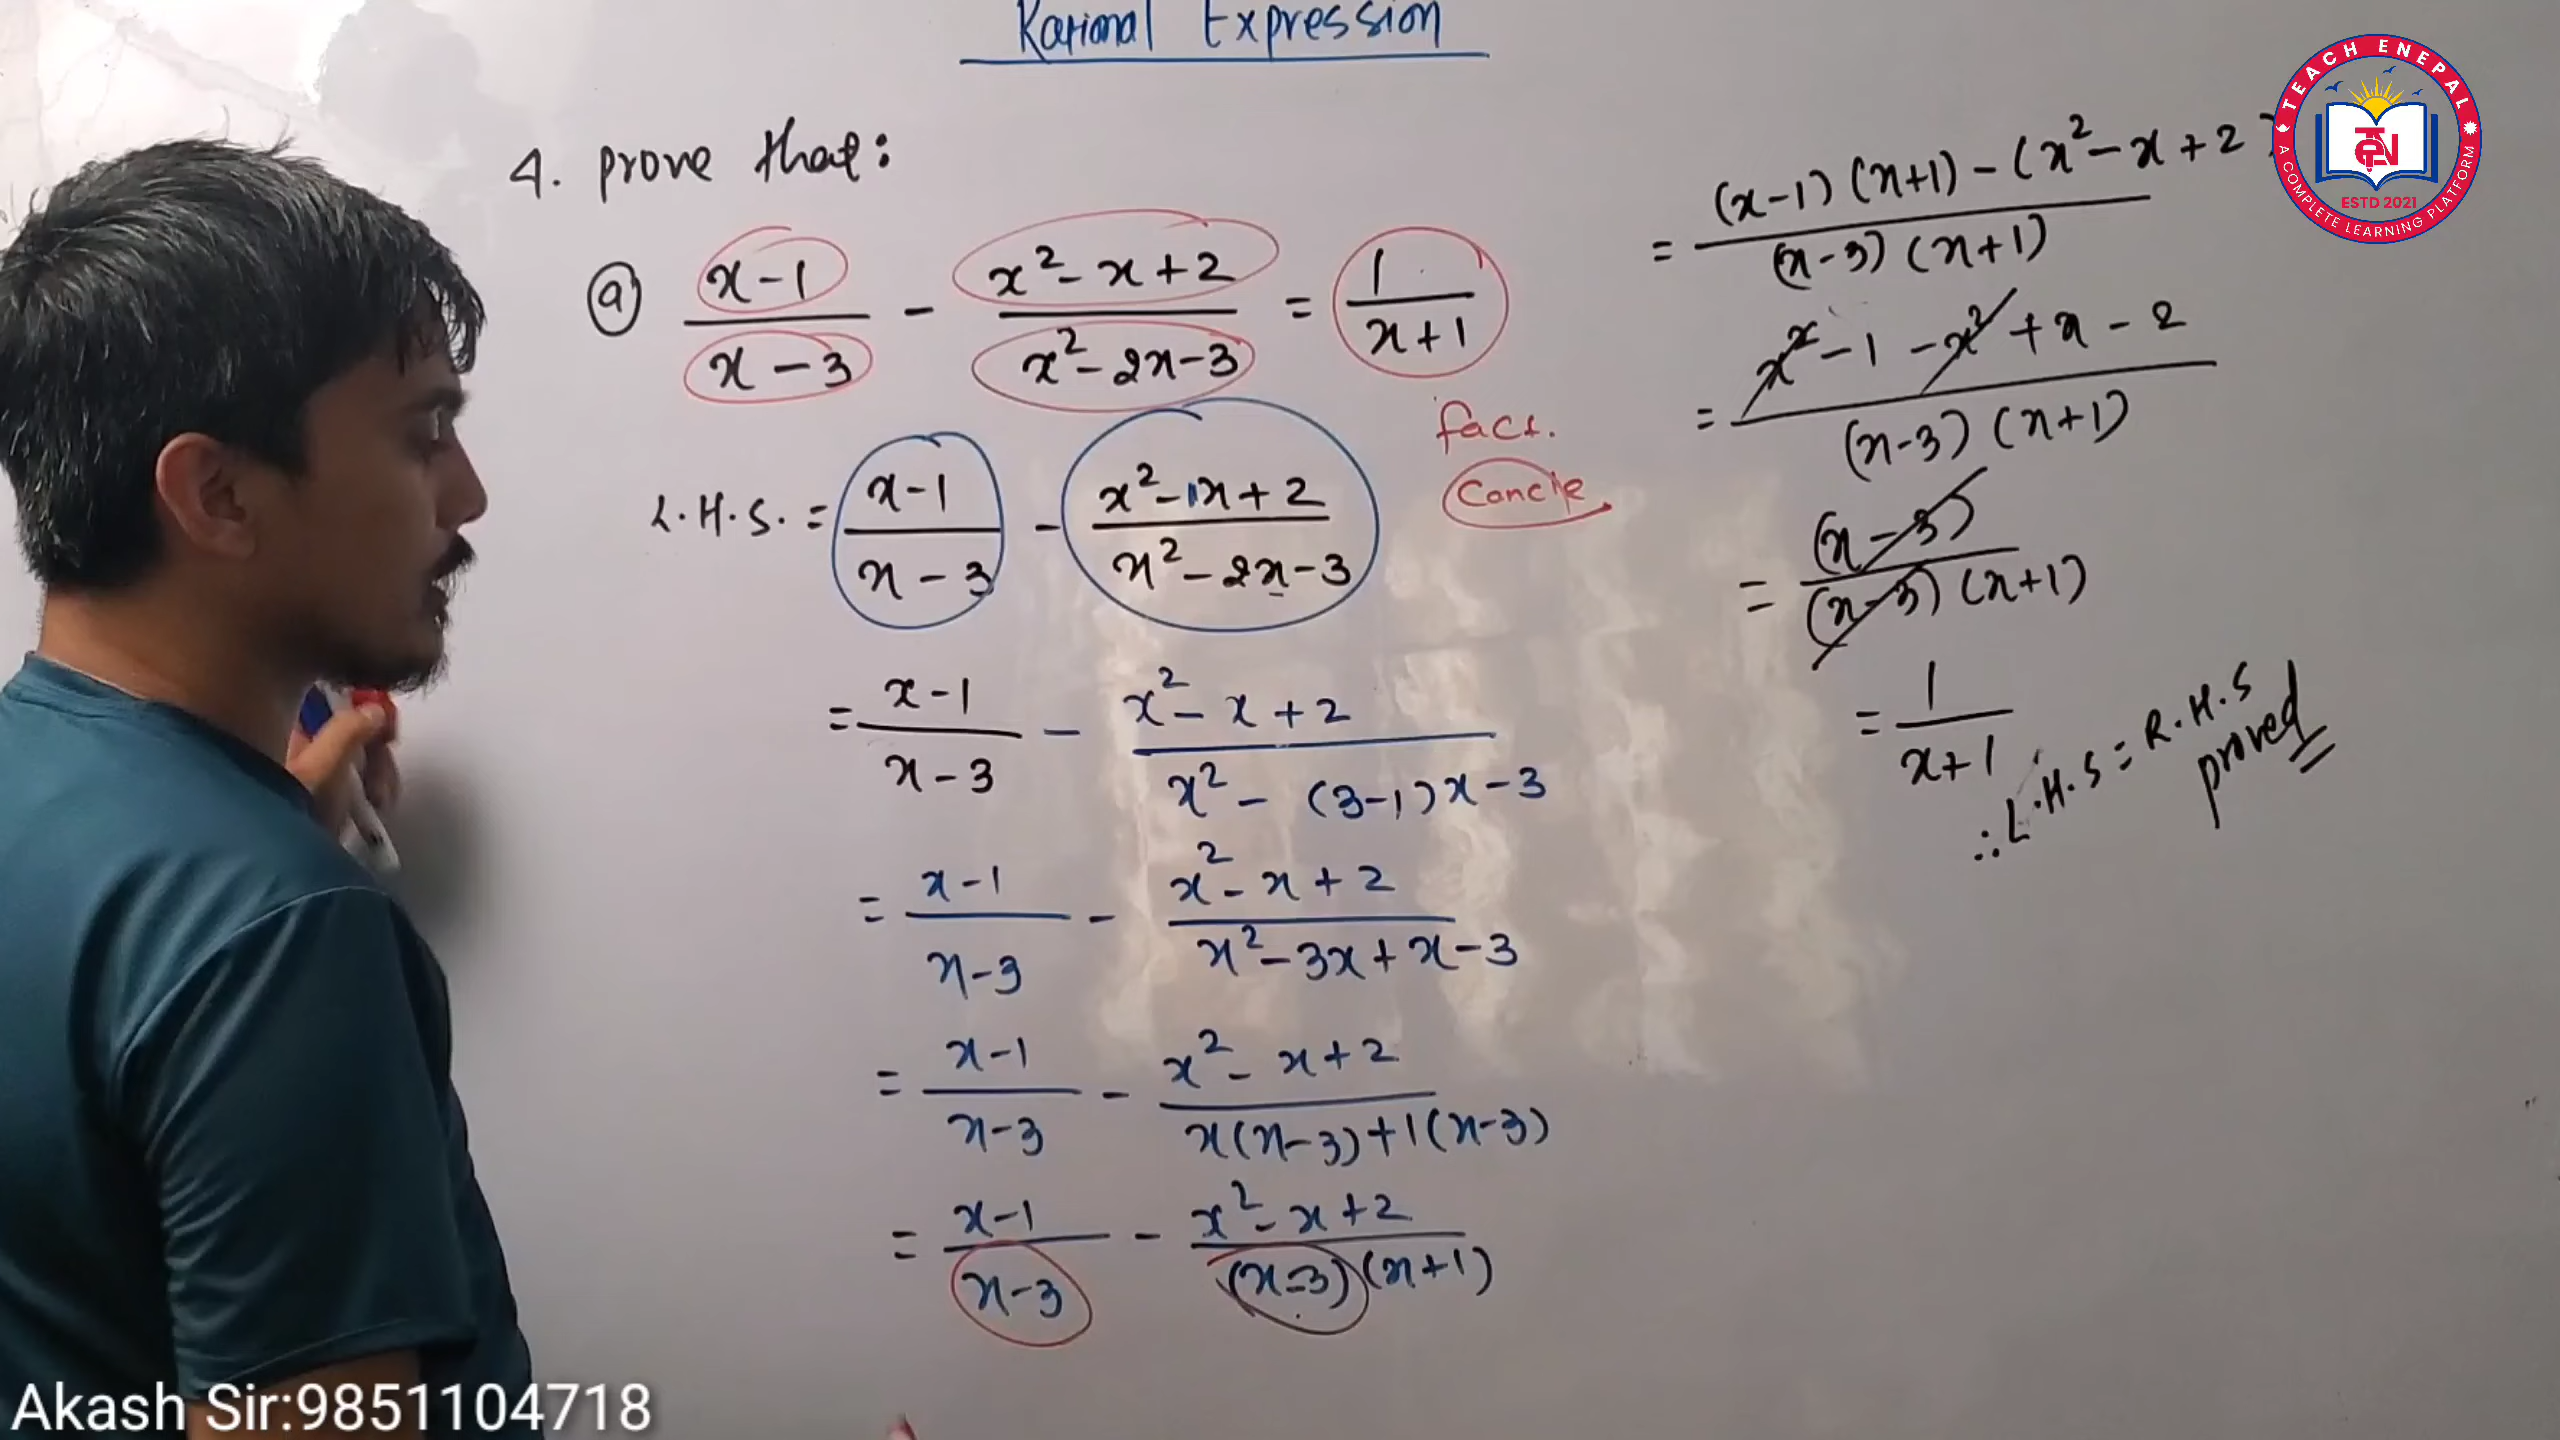 Rational Expression
4. prove that:
(a) (x-1)/(x-3) - (x²-x+2)/(x²-2x-3) = 1/(x+1)
fact.
Concle
L.H.S. = (x-1)/(x-3) - (x²-1x+2)/(x²-2x-3)
= (x-1)/(x-3) - (x²-x+2)/(x²-(3-1)x-3)
= (x-1)/(x-3) - (x²-x+2)/(x²-3x+x-3)
= (x-1)/(x-3) - (x²-x+2)/(x(x-3)+1(x-3))
= (x-1)/(x-3) - (x²-x+2)/((x-3)(x+1))
= ((x-1)(x+1)-(x²-x+2))/((x-3)(x+1))
= (x²-1-x²+x-2)/((x-3)(x+1))
= (x-3)/((x-3)(x+1))
= 1/(x+1)
∴ L.H.S = R.H.S
proved
TEACH ENEPAL
ESTD 2021
A COMPLETE LEARNING PLATFORM
Akash Sir:9851104718